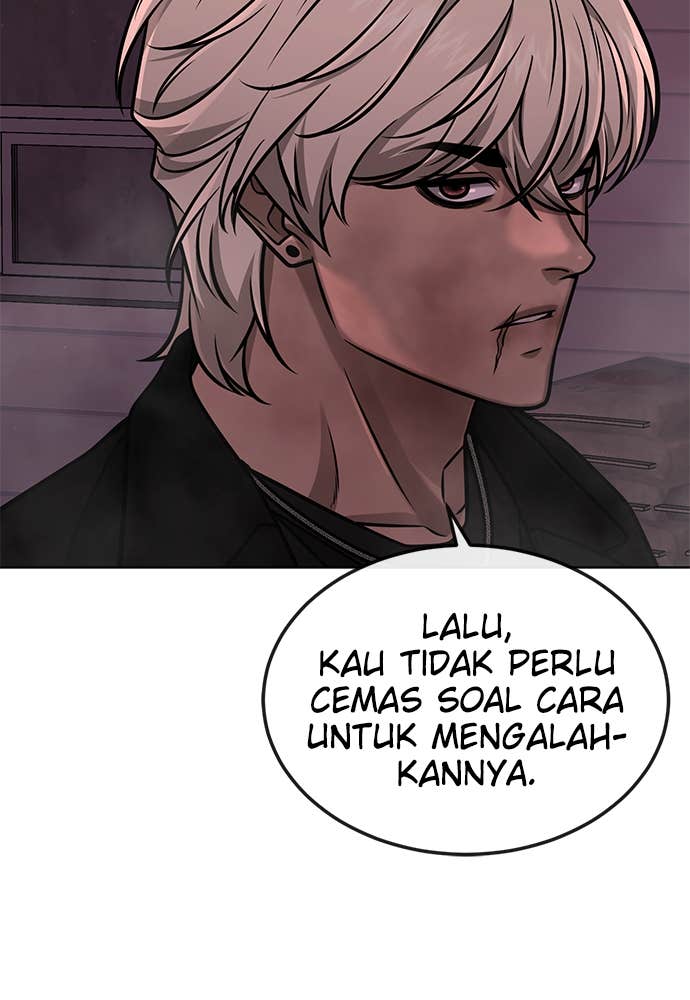 LALU,
KAU TIDAK PERLU
CEMAS SOAL CARA
UNTUK MENGALAH-
KANNYA.